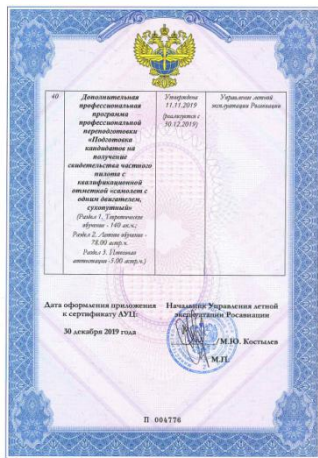 40
Дополнительная
профессиональная
программа
профессиональной
переподготовки
«Подготовка
кандидатов на
получение
свидетельства частного
пилота с
квалификационной
отметкой «самолет с
одним двигателем,
сухопутный»
(Раздел 1. Теоретическое
обучение - 140 ак.ч.;
Раздел 2. Летное обучение -
78.00 астр.ч.
Раздел 3. Итоговая
аттестация -5.00 астр.ч.)
Утверждена
11.11.2019
(реализуется с
30.12.2019)
Управление летной
эксплуатации Росавиации
Дата оформления приложения
к сертификату АУЦ:
30 декабря 2019 года
Начальник Управления летной
эксплуатации Росавиации
/М.Ю. Костылев
М.П.
П 004776